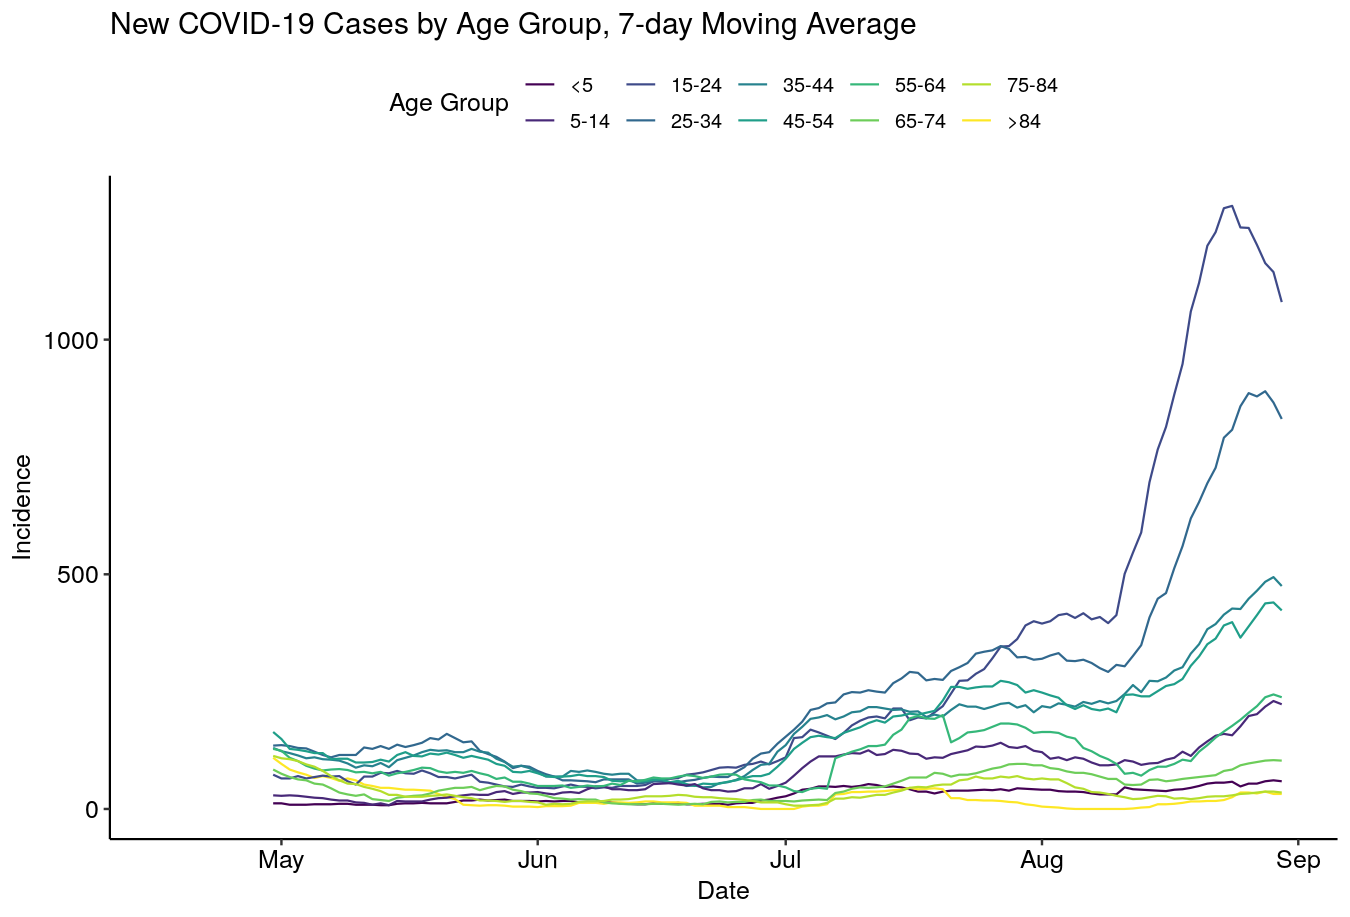 New COVID-19 Cases by Age Group, 7-day Moving Average
Age Group
<5 15-24 35-44 55-64 75-84
5-14 25-34 45-54 65-74 >84
Incidence
1000
500
0
May Jun Jul Aug Sep
Date